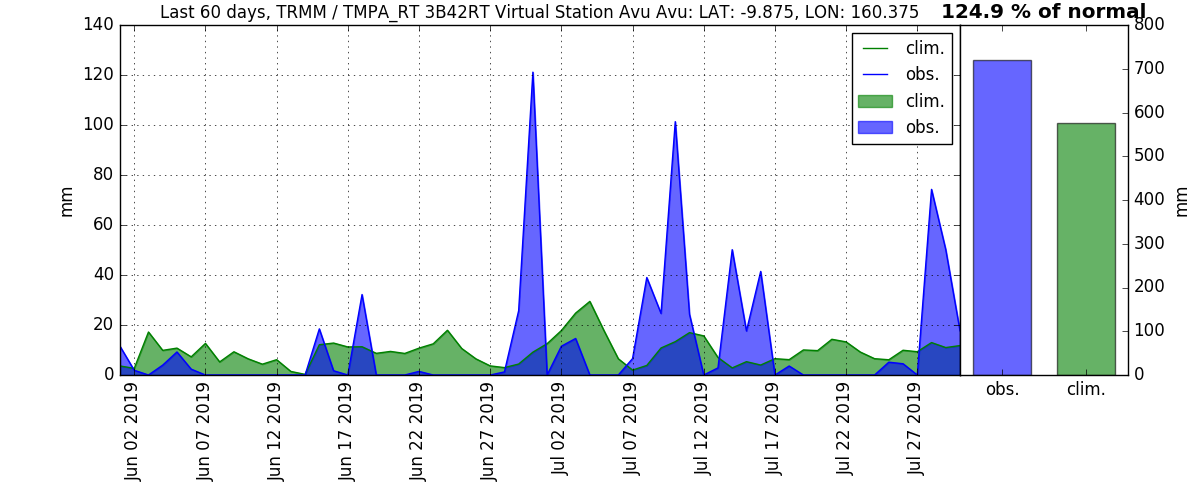 Last 60 days, TRMM / TMPA_RT 3B42RT Virtual Station Avu Avu: LAT: -9.875, LON: 160.375
124.9 % of normal
140
120
100
80
60
40
20
0
mm
clim.
obs.
clim.
obs.
800
700
600
500
400
300
200
100
0
mm
Jun 02 2019
Jun 07 2019
Jun 12 2019
Jun 17 2019
Jun 22 2019
Jun 27 2019
Jul 02 2019
Jul 07 2019
Jul 12 2019
Jul 17 2019
Jul 22 2019
Jul 27 2019
obs.
clim.